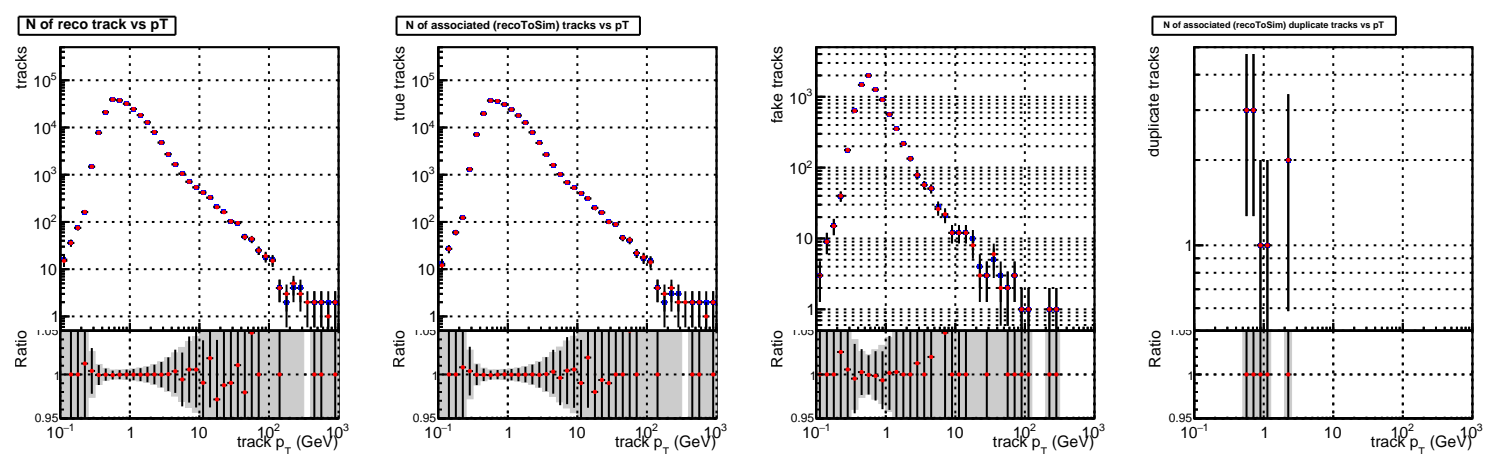 N of reco track vs pT
tracks
10^5
10^4
10^3
10^2
10
1
Ratio
1.05
1
0.95
10^-1 1 10 10^2 10^3
track p_T (GeV)
N of associated (recoToSim) tracks vs pT
true tracks
10^5
10^4
10^3
10^2
10
1
Ratio
1.05
1
0.95
10^-1 1 10 10^2 10^3
track p_T (GeV)
fake tracks
10^3
10^2
10
1
Ratio
1.05
1
0.95
10^-1 1 10 10^2 10^3
track p_T (GeV)
N of associated (recoToSim) duplicate tracks vs pT
duplicate tracks
1
Ratio
1.05
1
0.95
10^-1 1 10 10^2 10^3
track p_T (GeV)